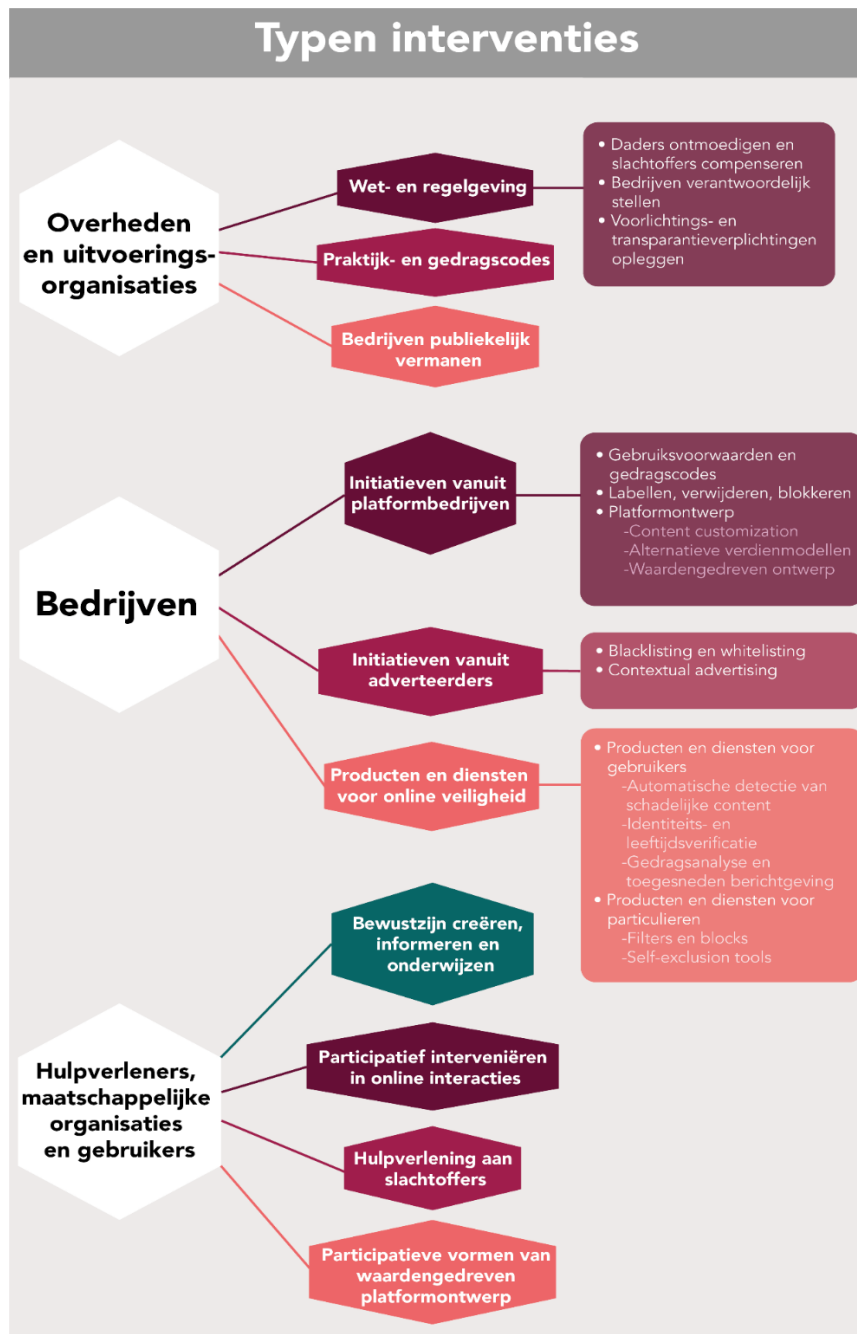 Typen interventies
Overheden
en uitvoerings-
organisaties
Wet- en regelgeving
• Daders ontmoedigen en
slachtoffers compenseren
• Bedrijven verantwoordelijk
stellen
• Voorlichtings- en
transparantieverplichtingen
opleggen
Praktijk- en gedragscodes
Bedrijven publiekelijk
vermanen
Bedrijven
Initiatieven vanuit
platformbedrijven
• Gebruiksvoorwaarden en
gedragscodes
• Labellen, verwijderen, blokkeren
• Platformontwerp
-Content customization
-Alternatieve verdienmodellen
-Waardengedreven ontwerp
Initiatieven vanuit
adverteerders
• Blacklisting en whitelisting
• Contextual advertising
Producten en diensten
voor online veiligheid
• Producten en diensten voor
gebruikers
-Automatische detectie van
schadelijke content
-Identiteits- en
leeftijdsverificatie
-Gedragsanalyse en
toegesneden berichtgeving
• Producten en diensten voor
particulieren
-Filters en blocks
-Self-exclusion tools
Hulpverleners,
maatschappelijke
organisaties
en gebruikers
Bewustzijn creëren,
informeren en
onderwijzen
Participatief interveniëren
in online interacties
Hulpverlening aan
slachtoffers
Participatieve vormen van
waardengedreven
platformontwerp